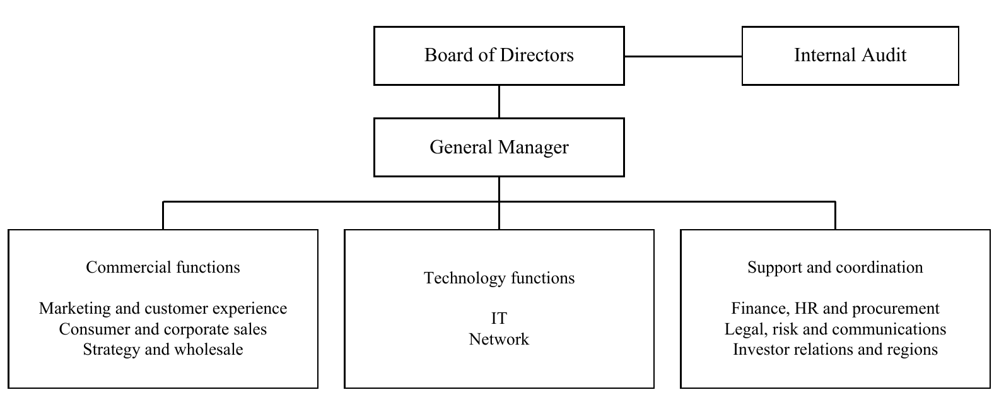 Board of Directors
Internal Audit
General Manager
Commercial functions
Marketing and customer experience
Consumer and corporate sales
Strategy and wholesale
Technology functions
IT
Network
Support and coordination
Finance, HR and procurement
Legal, risk and communications
Investor relations and regions